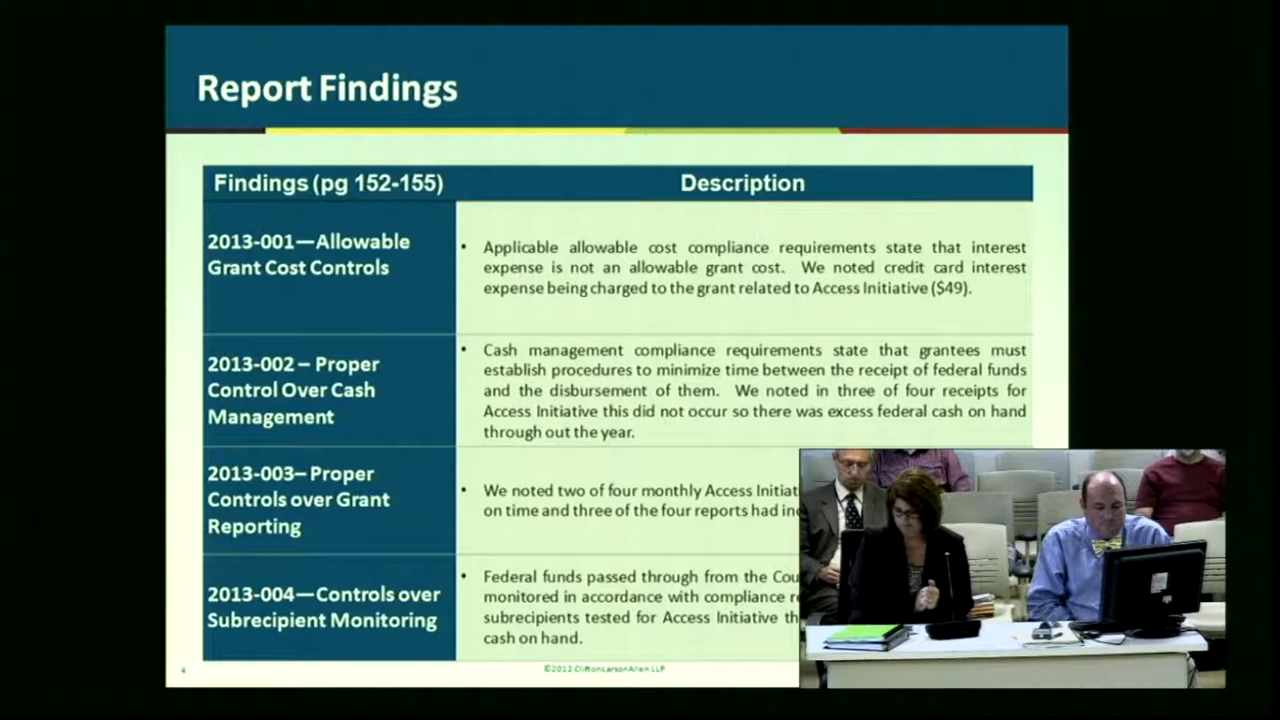 Report Findings
Findings (pg 152-155)
Description
2013-001—Allowable
Grant Cost Controls
• Applicable allowable cost compliance requirements state that interest
expense is not an allowable grant cost. We noted credit card interest
expense being charged to the grant related to Access Initiative ($49).
2013-002 – Proper
Control Over Cash
Management
• Cash management compliance requirements state that grantees must
establish procedures to minimize time between the receipt of federal funds
and the disbursement of them. We noted in three of four receipts for
Access Initiative this did not occur so there was excess federal cash on hand
through out the year.
2013-003– Proper
Controls over Grant
Reporting
• We noted two of four monthly Access
on time and three of the four reports had
2013-004—Controls over
Subrecipient Monitoring
• Federal funds passed through from the
monitored in accordance with compliance
subrecipients tested for Access Initiative
cash on hand.
4
©2012 CliftonLarsonAllen LLP